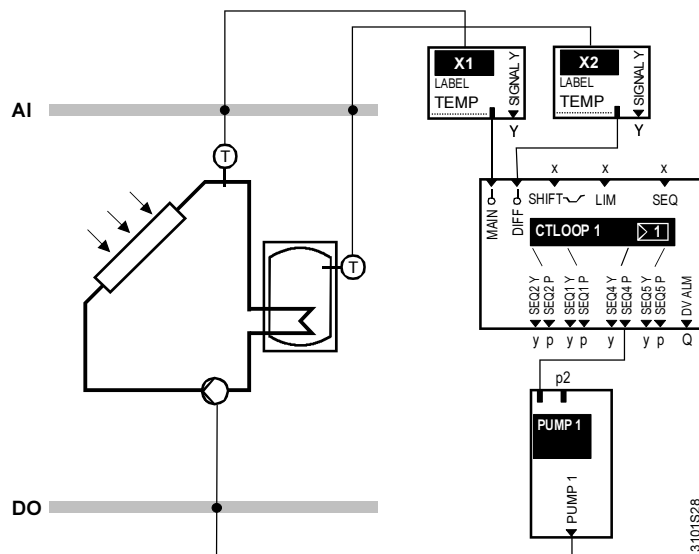 X1
LABEL
TEMP
SIGNAL Y
Y
X2
LABEL
TEMP
SIGNAL Y
Y
AI
T
T
x x x
MAIN
DIFF
SHIFT LIM SEQ
CTLOOP 1 1
SEQ2 Y
SEQ2 P
SEQ1 Y
SEQ1 P
SEQ4 Y
SEQ4 P
SEQ5 Y
SEQ5 P
DV ALM
y p y p y y p Q
p2
PUMP 1
PUMP 1
DO
3101S28